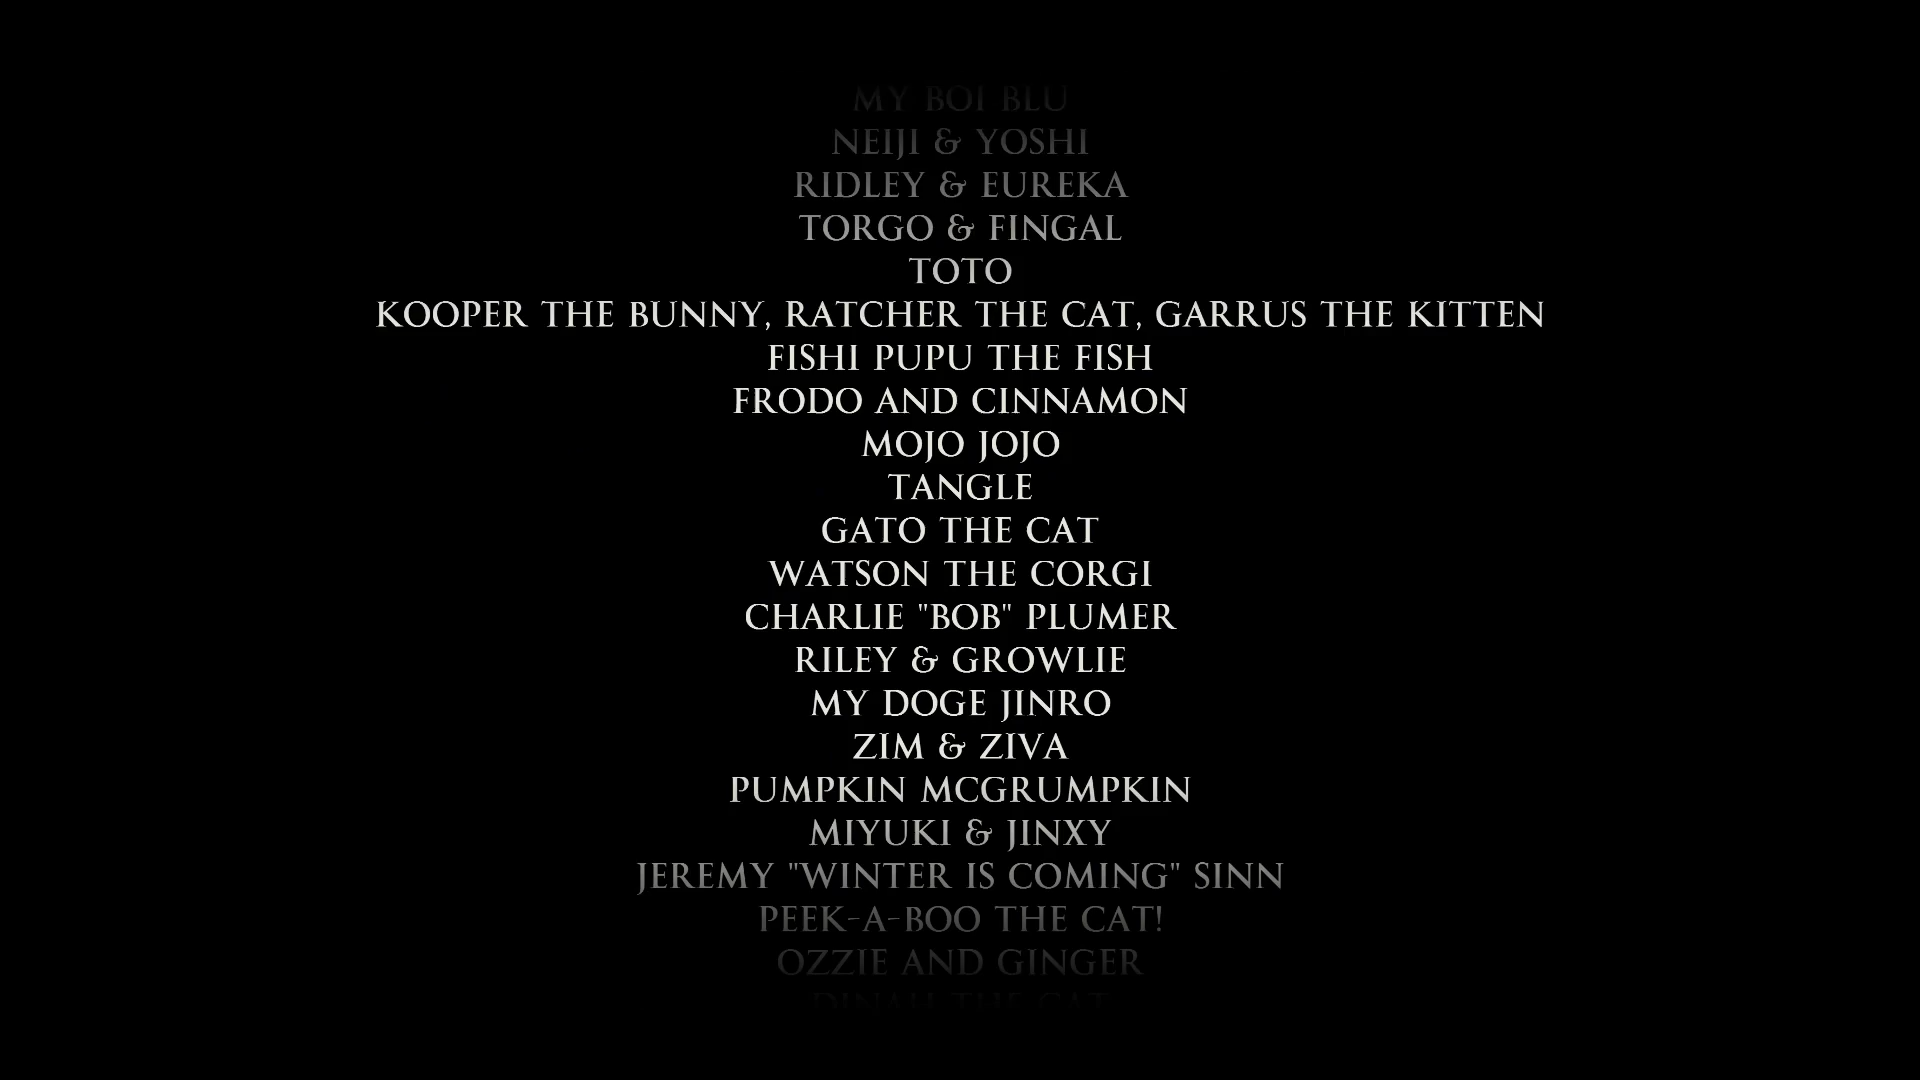 MY BOI BLU
NEIJI & YOSHI
RIDLEY & EUREKA
TORGO & FINGAL
TOTO
KOOPER THE BUNNY, RATCHER THE CAT, GARRUS THE KITTEN
FISHI PUPU THE FISH
FRODO AND CINNAMON
MOJO JOJO
TANGLE
GATO THE CAT
WATSON THE CORGI
CHARLIE "BOB" PLUMER
RILEY & GROWLIE
MY DOGE JINRO
ZIM & ZIVA
PUMPKIN MCGRUMPKIN
MIYUKI & JINXY
JEREMY "WINTER IS COMING" SINN
PEEK-A-BOO THE CAT!
OZZIE AND GINGER
DINAH THE CAT